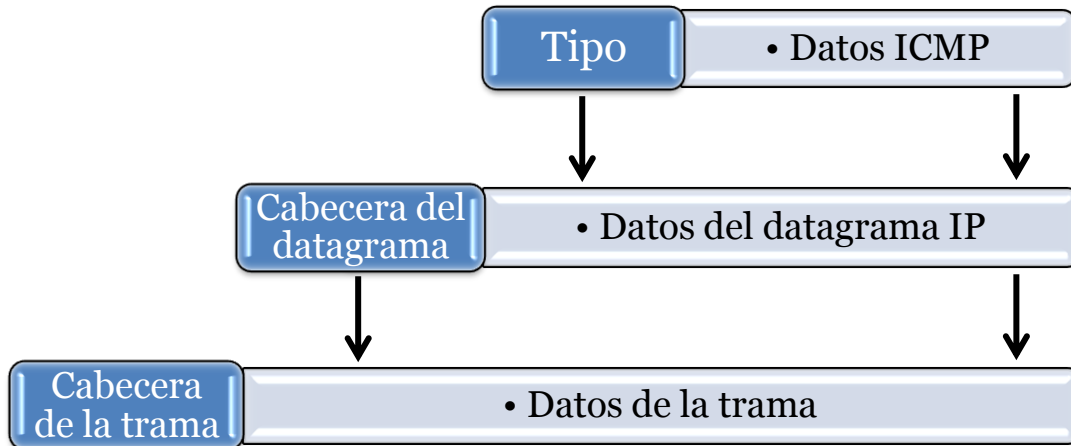 Tipo
• Datos ICMP
Cabecera del
datagrama
• Datos del datagrama IP
Cabecera
de la trama
• Datos de la trama